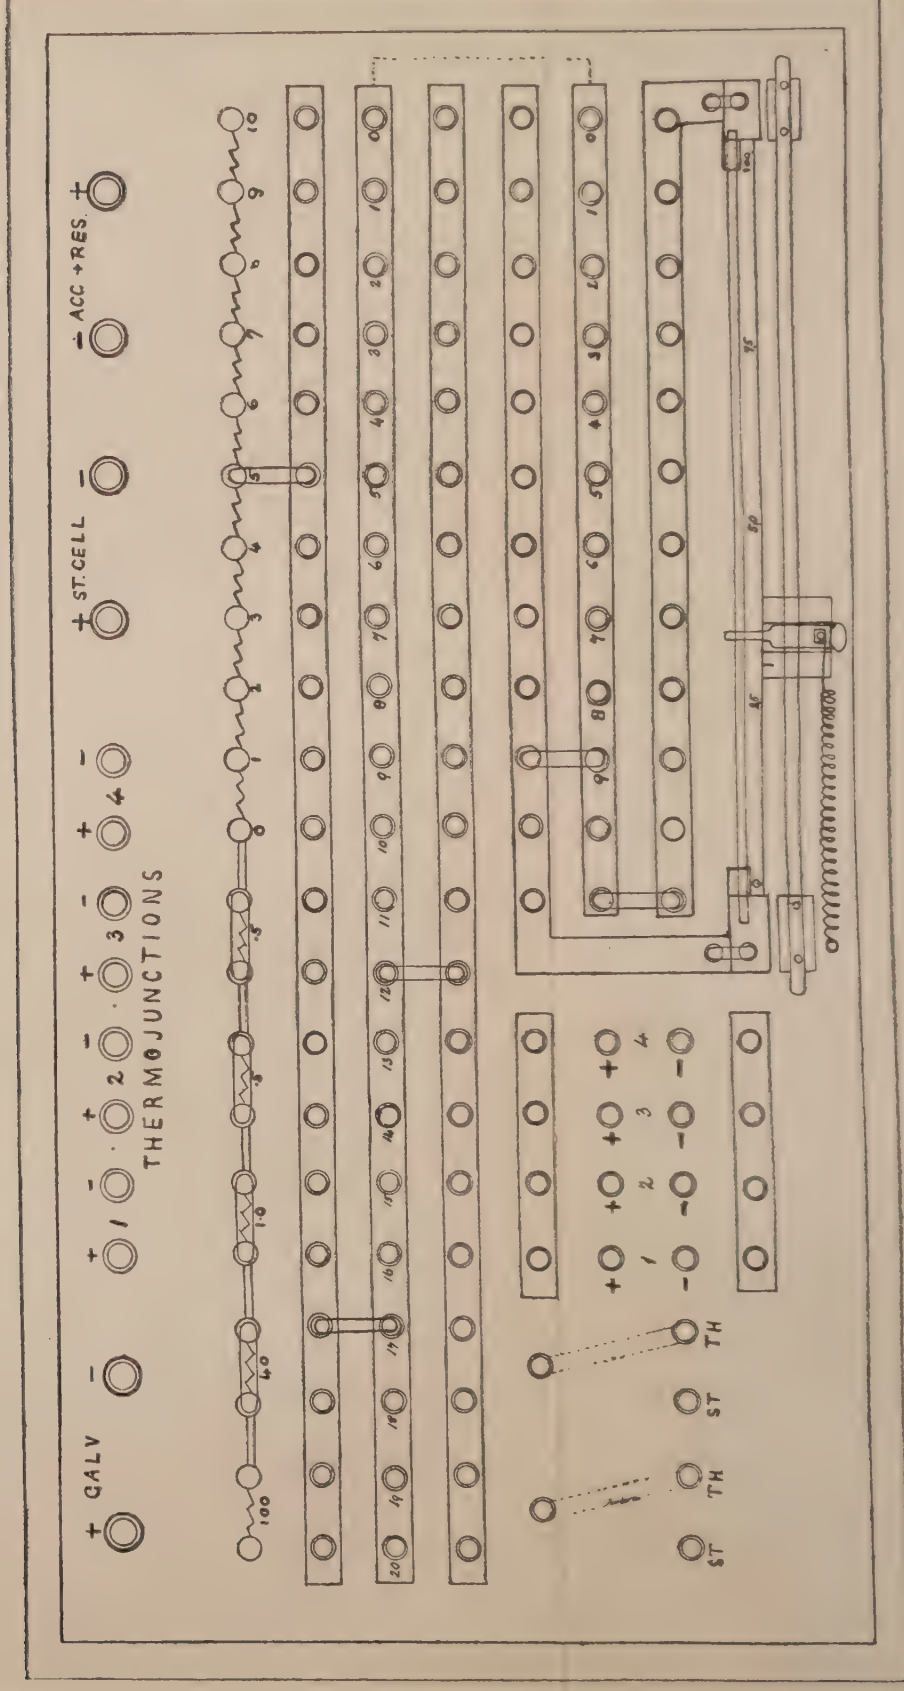 + GALV − + 1 − · + 2 − · + 3 − + 4 − + ST. CELL − − ACC + RES. +
THERMOJUNCTIONS
100 40 1.0 .5 .5 0 1 2 3 4 5 6 7 8 9 10
20 19 18 17 16 15 14 13 12 11 10 9 8 7 6 5 4 3 2 1 0
9 8 7 6 5 4 3 2 1 0
+ + + +
1 2 3 4
− − − −
ST TH ST TH
25 50 75 100